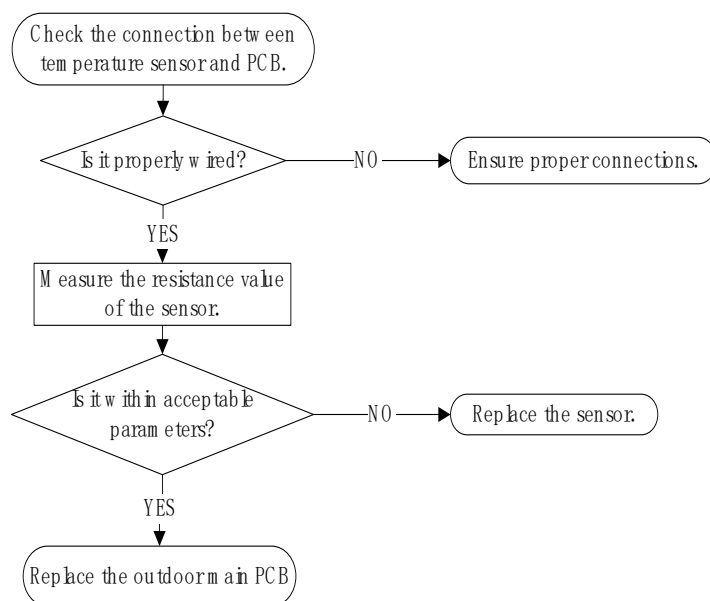 Check the connection between
temperature sensor and PCB.
Is it properly wired?
NO
Ensure proper connections.
YES
Measure the resistance value
of the sensor.
Is it within acceptable
parameters?
NO
Replace the sensor.
YES
Replace the outdoor main PCB